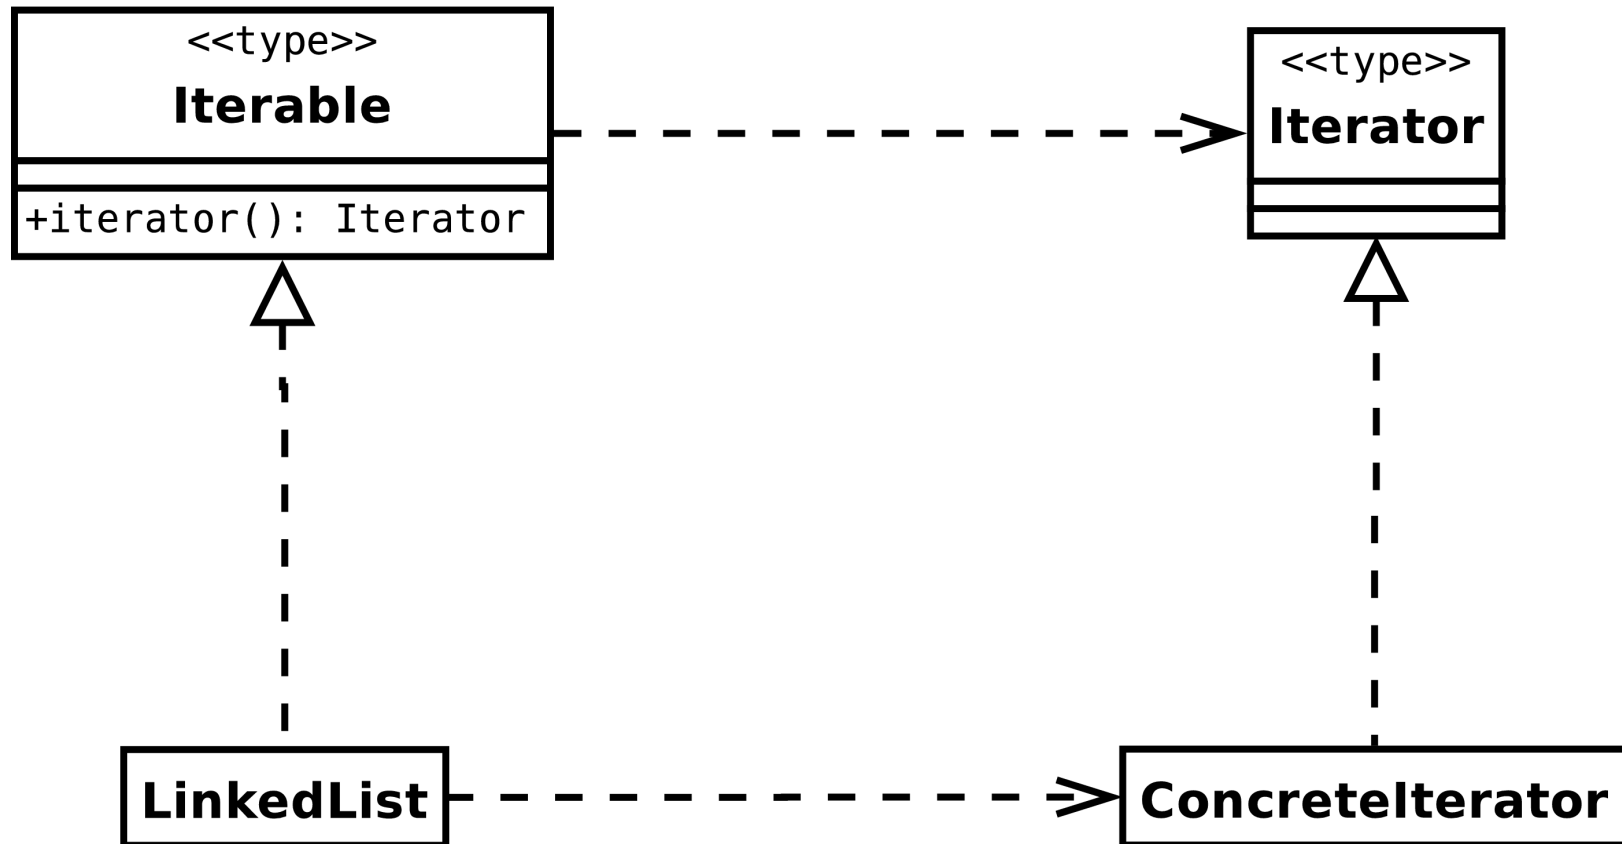 <<type>>
Iterable
+iterator(): Iterator
<<type>>
Iterator
LinkedList
ConcreteIterator